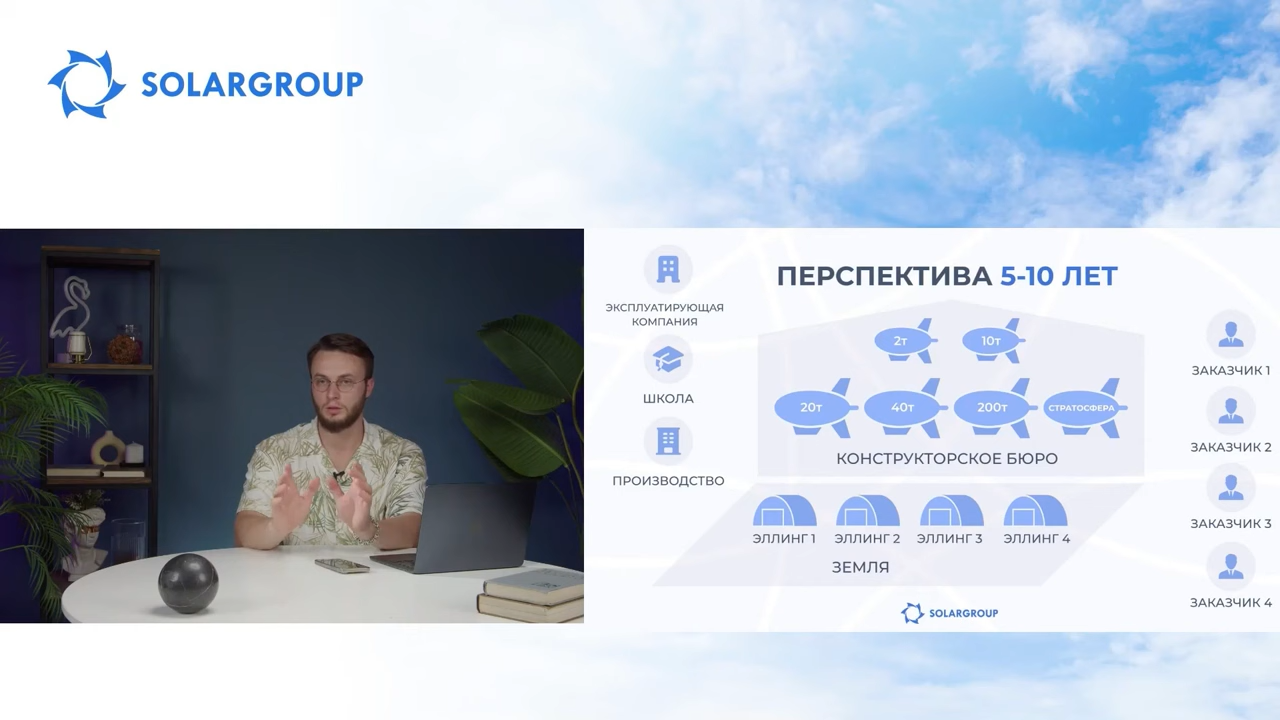 SOLARGROUP
ЭКСПЛУАТИРУЮЩАЯ
КОМПАНИЯ
ШКОЛА
ПРОИЗВОДСТВО
ПЕРСПЕКТИВА 5-10 ЛЕТ
2т 10т
20т 40т 200т СТРАТОСФЕРА
КОНСТРУКТОРСКОЕ БЮРО
ЭЛЛИНГ 1 ЭЛЛИНГ 2 ЭЛЛИНГ 3 ЭЛЛИНГ 4
ЗЕМЛЯ
SOLARGROUP
ЗАКАЗЧИК 1
ЗАКАЗЧИК 2
ЗАКАЗЧИК 3
ЗАКАЗЧИК 4